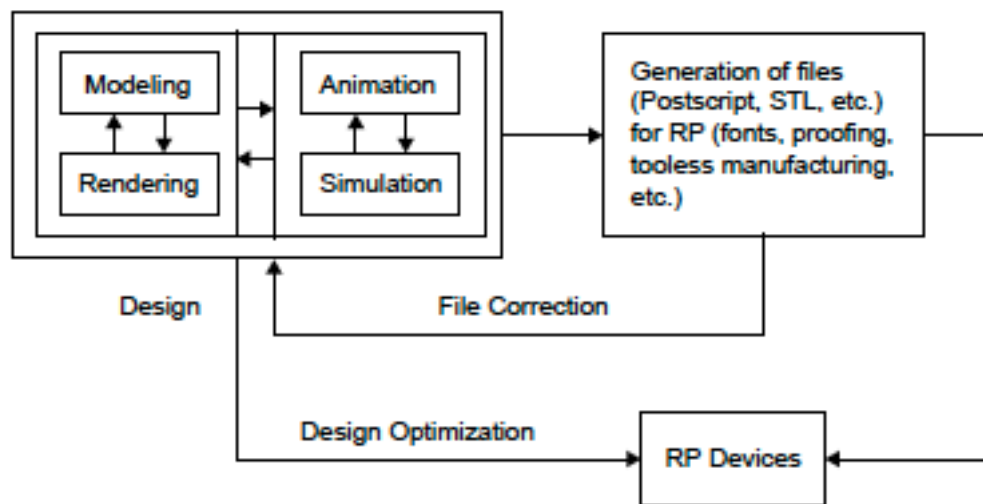 Modeling
Animation
Rendering
Simulation
Generation of files
(Postscript, STL, etc.)
for RP (fonts, proofing,
tooless manufacturing,
etc.)
Design
File Correction
Design Optimization
RP Devices